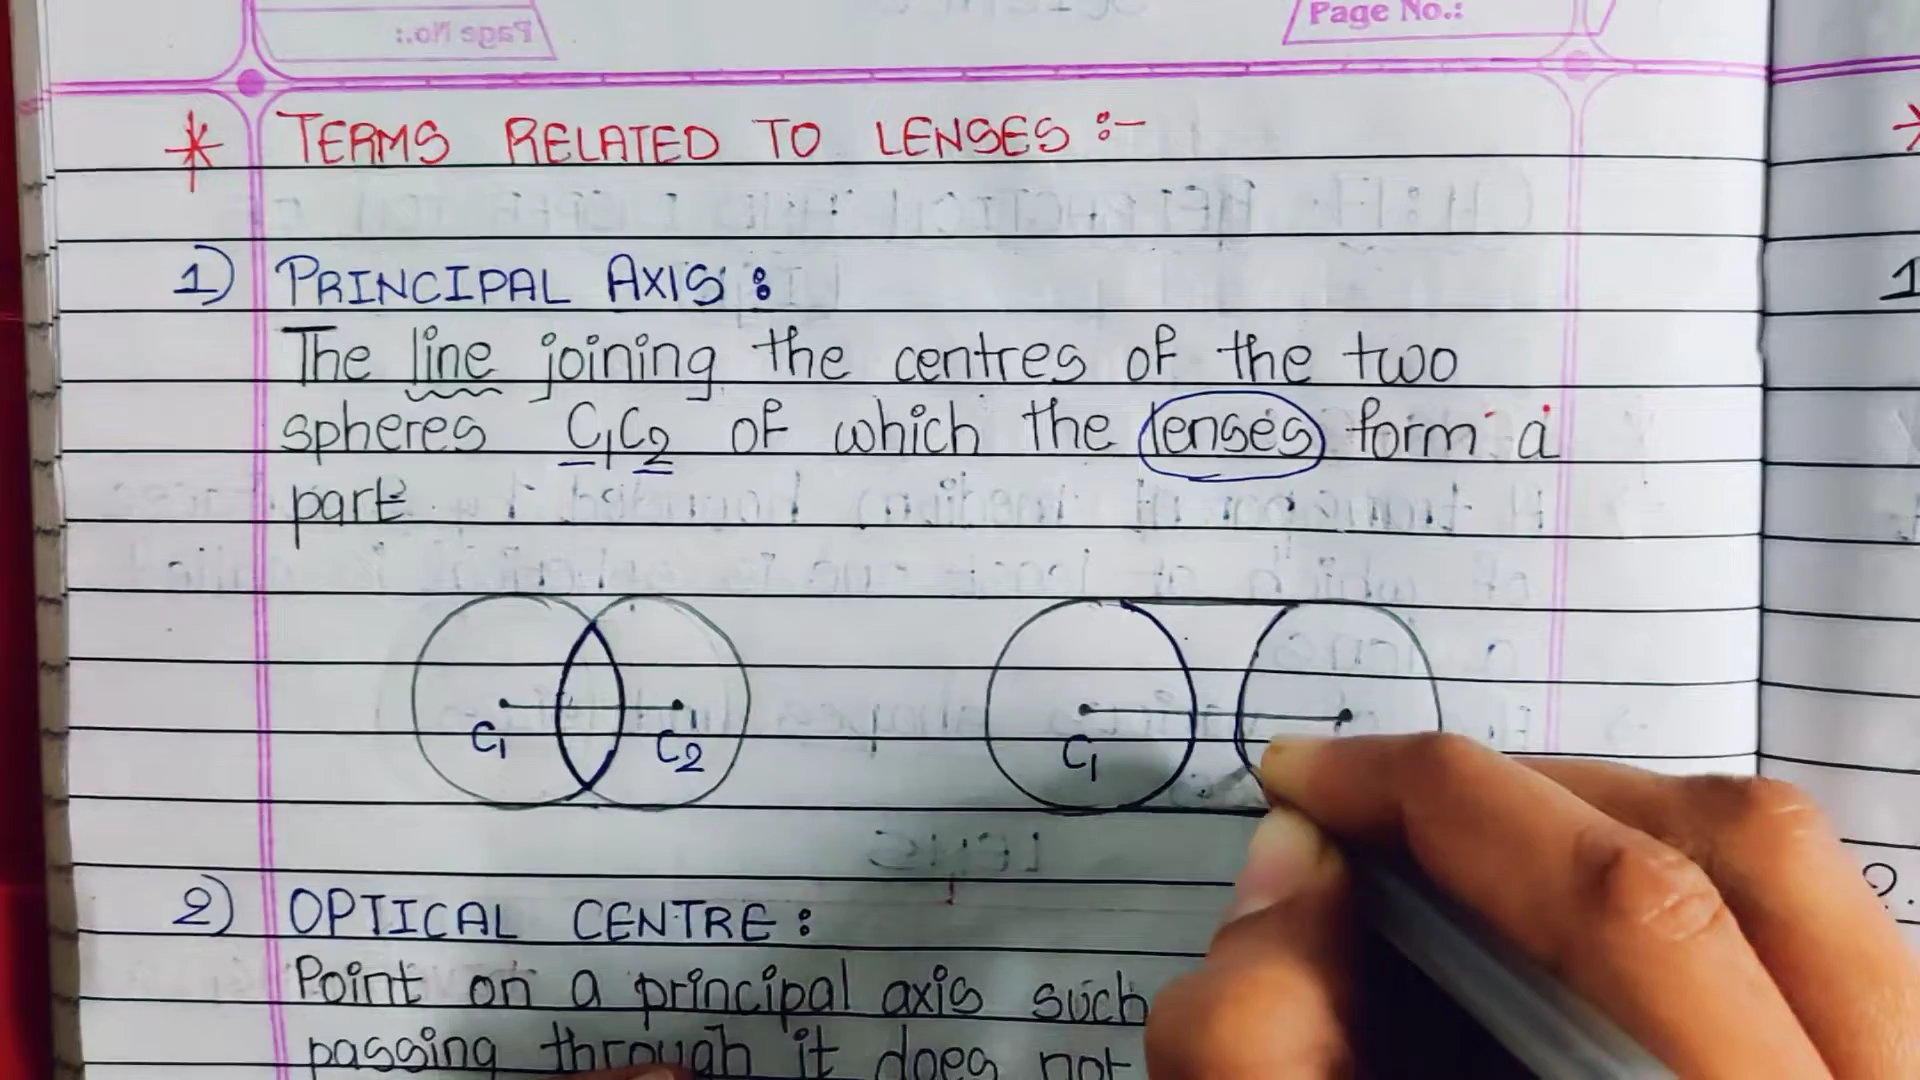 Page No.:
* TERMS RELATED TO LENSES :-
1) PRINCIPAL AXIS :
The line joining the centres of the two
spheres C1C2 of which the lenses form a
part
C1 C2 C1
2) OPTICAL CENTRE :
Point on a principal axis such
passing through it does not
1
2.